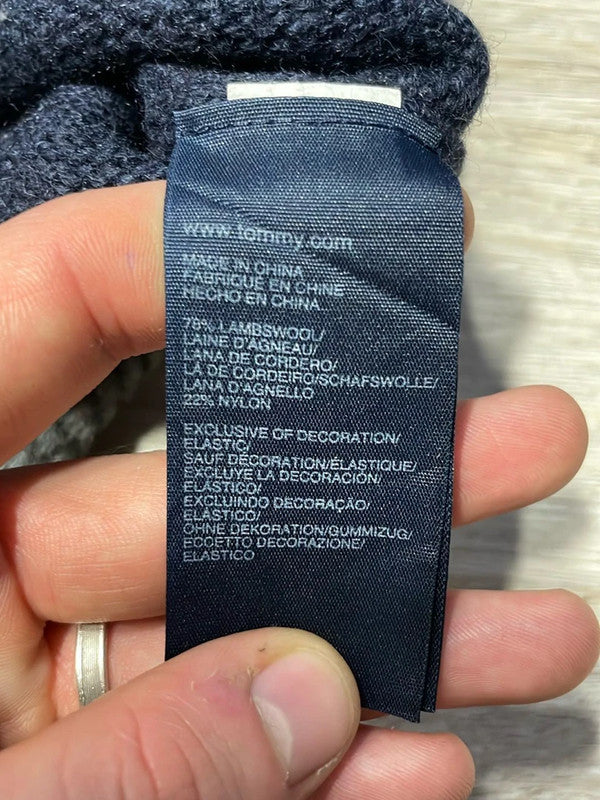 www.tommy.com
MADE IN CHINA
FABRIQUÉ EN CHINE
HECHO EN CHINA
78% LAMBSWOOL/
LAINE D'AGNEAU/
LANA DE CORDERO/
LÃ DE CORDEIRO/SCHAFSWOLLE/
LANA D'AGNELLO
22% NYLON
EXCLUSIVE OF DECORATION/
ELASTIC/
SAUF DÉCORATION/ÉLASTIQUE/
EXCLUYE LA DECORACIÓN/
ELÁSTICO/
EXCLUINDO DECORAÇÃO/
ELÁSTICO/
OHNE DEKORATION/GUMMIZUG/
ECCETTO DECORAZIONE/
ELASTICO